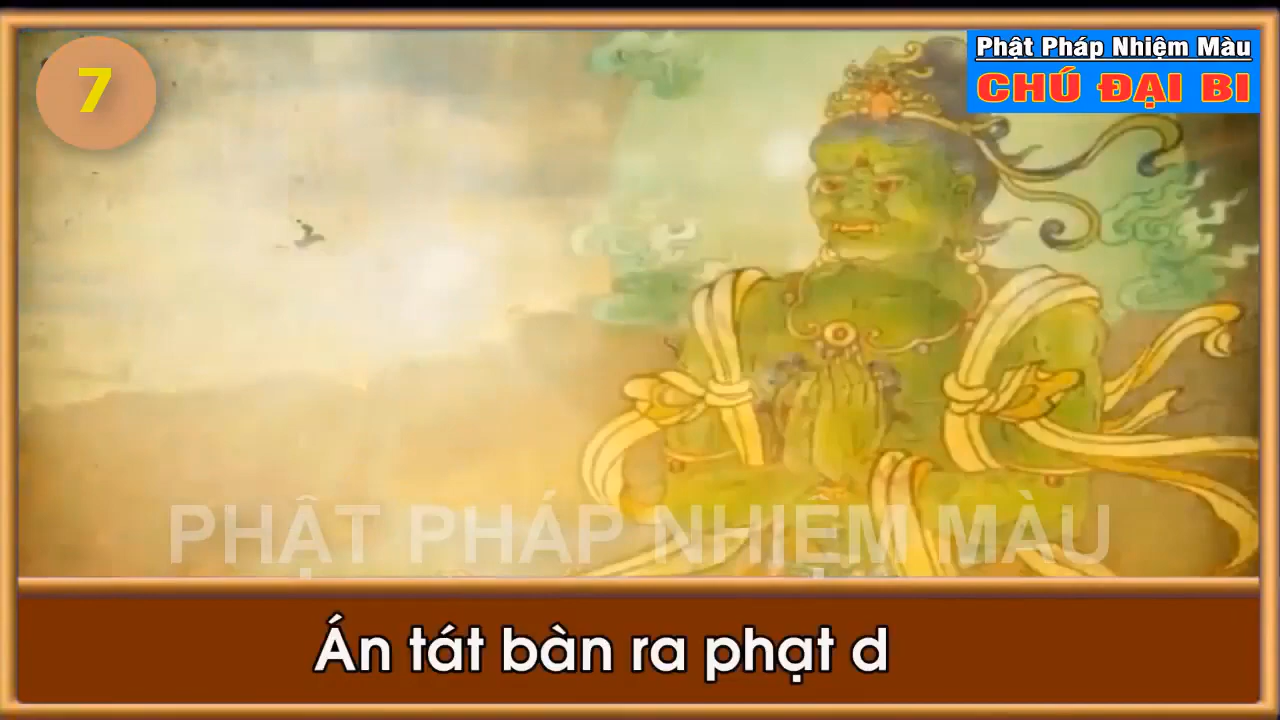 7
Phật Pháp Nhiệm Màu
CHÚ ĐẠI BI
PHẬT PHÁP NHIỆM MÀU
Án tát bàn ra phạt d